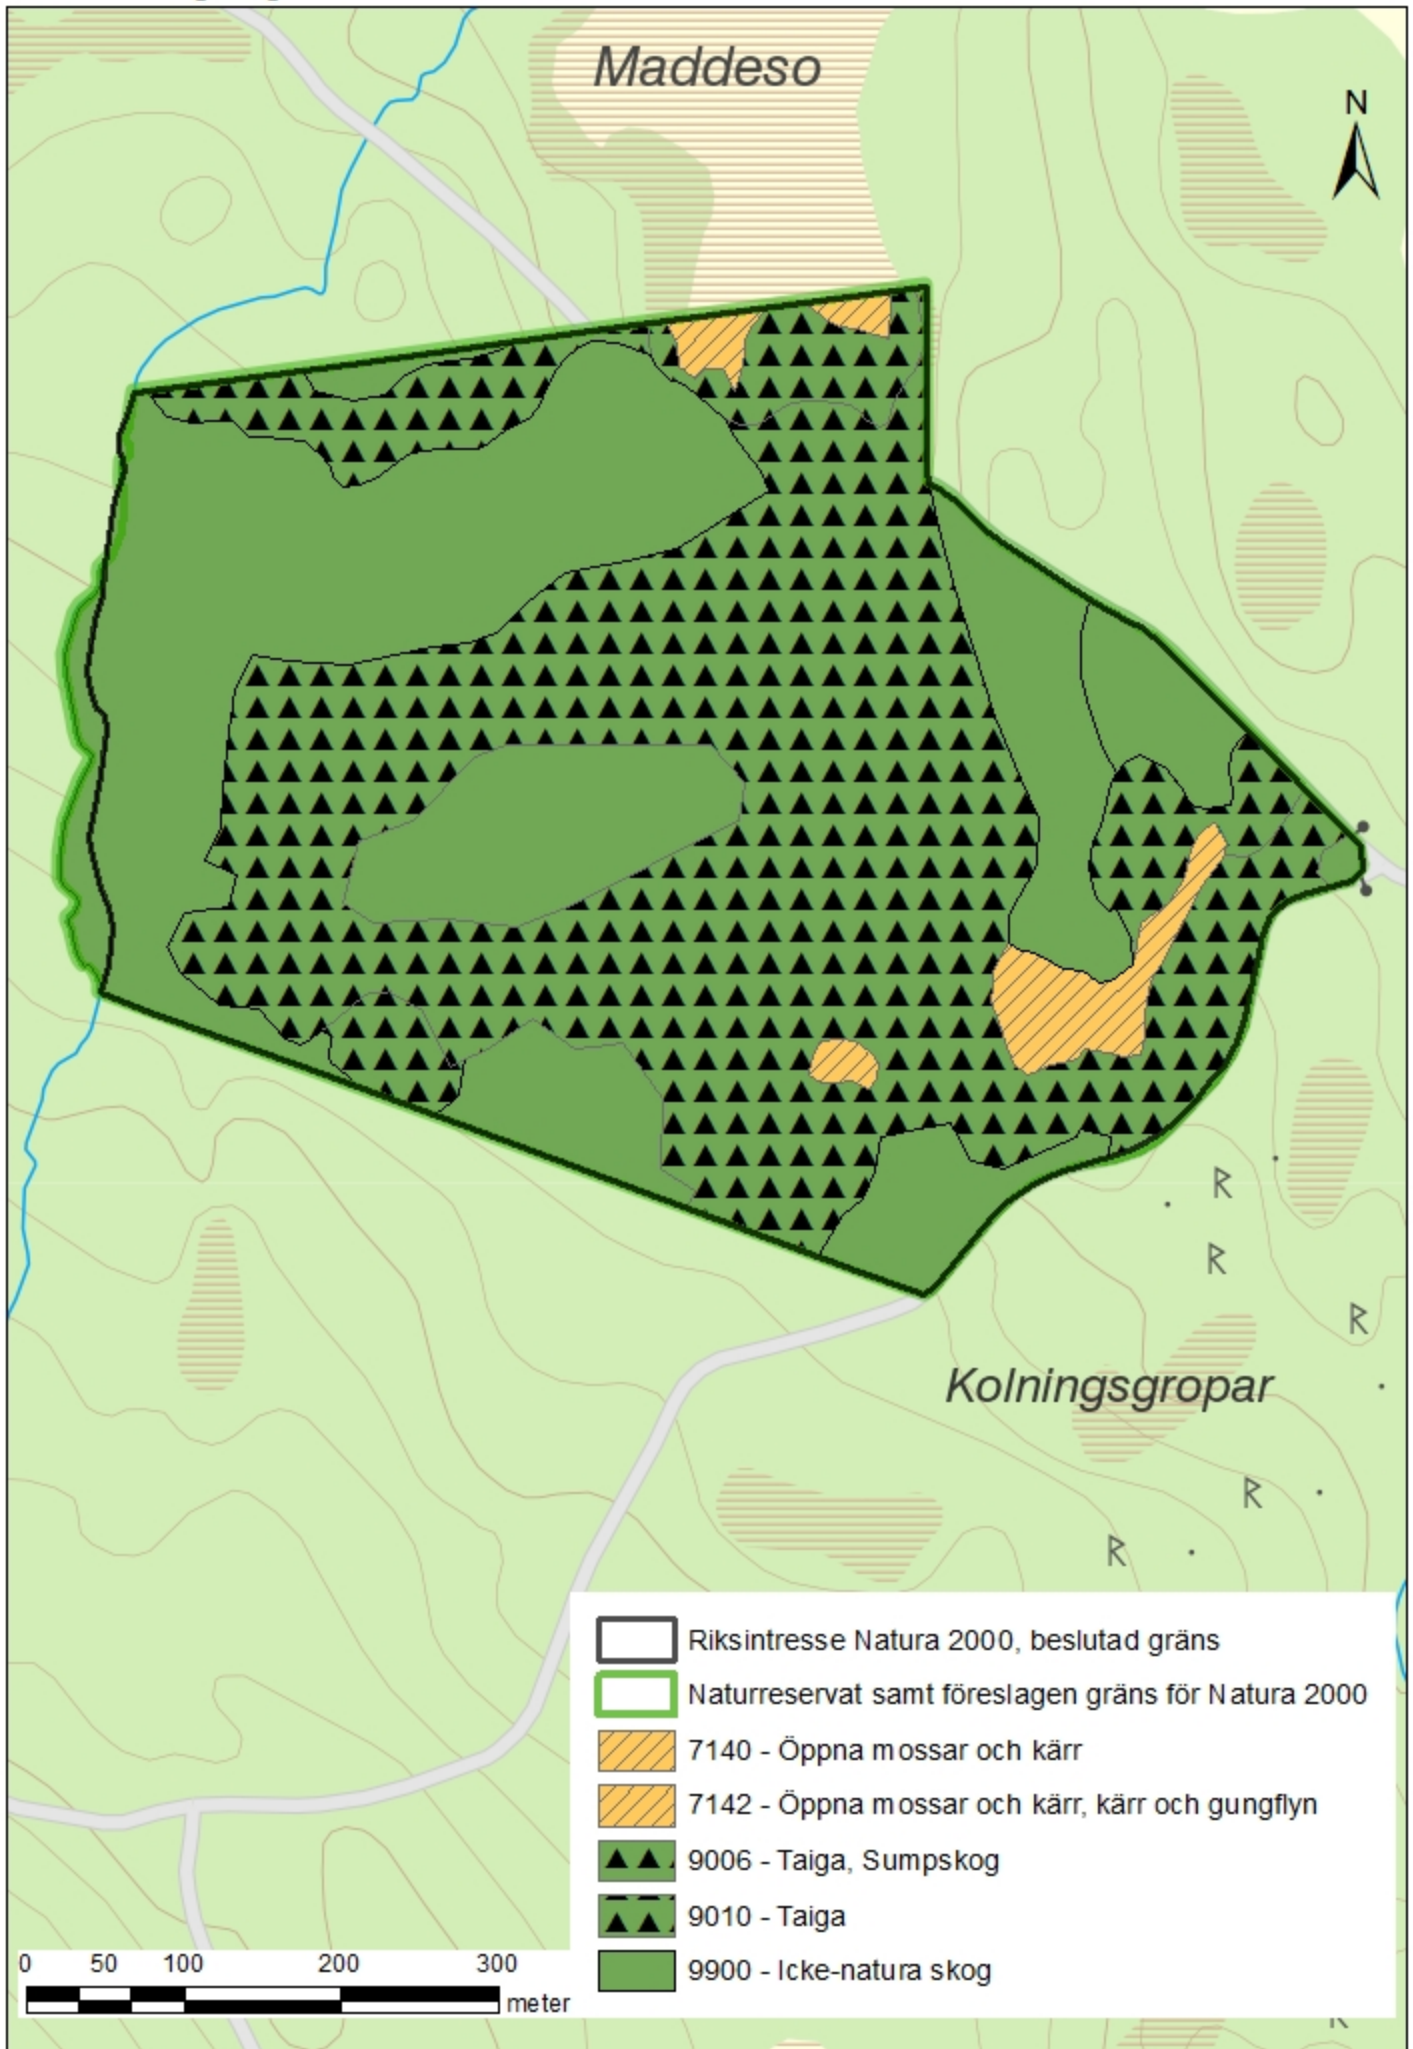 Maddeso
N
R
R
R
Kolningsgropar
R
R
Riksintresse Natura 2000, beslutad gräns
Naturreservat samt föreslagen gräns för Natura 2000
7140 - Öppna mossar och kärr
7142 - Öppna mossar och kärr, kärr och gungflyn
9006 - Taiga, Sumpskog
9010 - Taiga
9900 - Icke-natura skog
0 50 100 200 300
meter